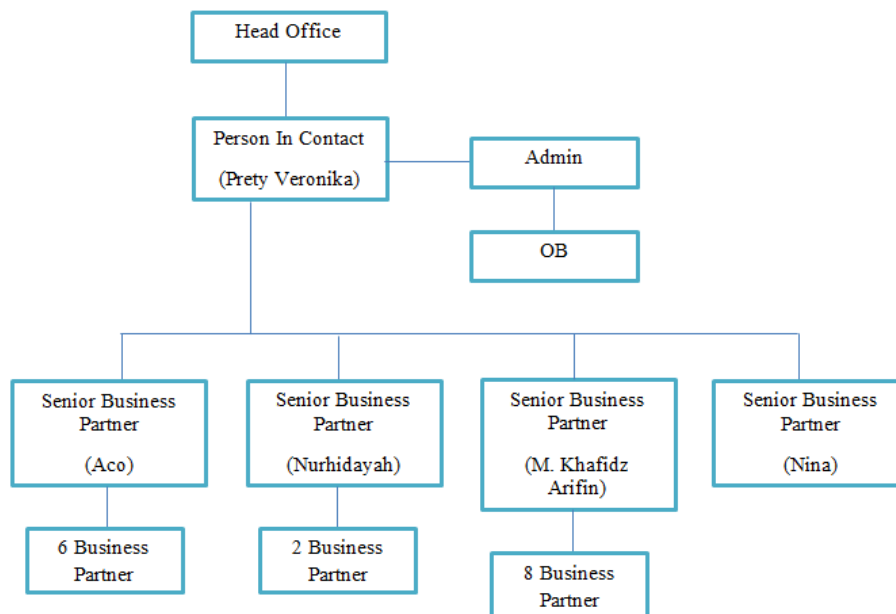 Head Office
Person In Contact
(Prety Veronika)
Admin
OB
Senior Business
Partner
(Aco)
Senior Business
Partner
(Nurhidayah)
Senior Business
Partner
(M. Khafidz
Arifin)
Senior Business
Partner
(Nina)
6 Business
Partner
2 Business
Partner
8 Business
Partner